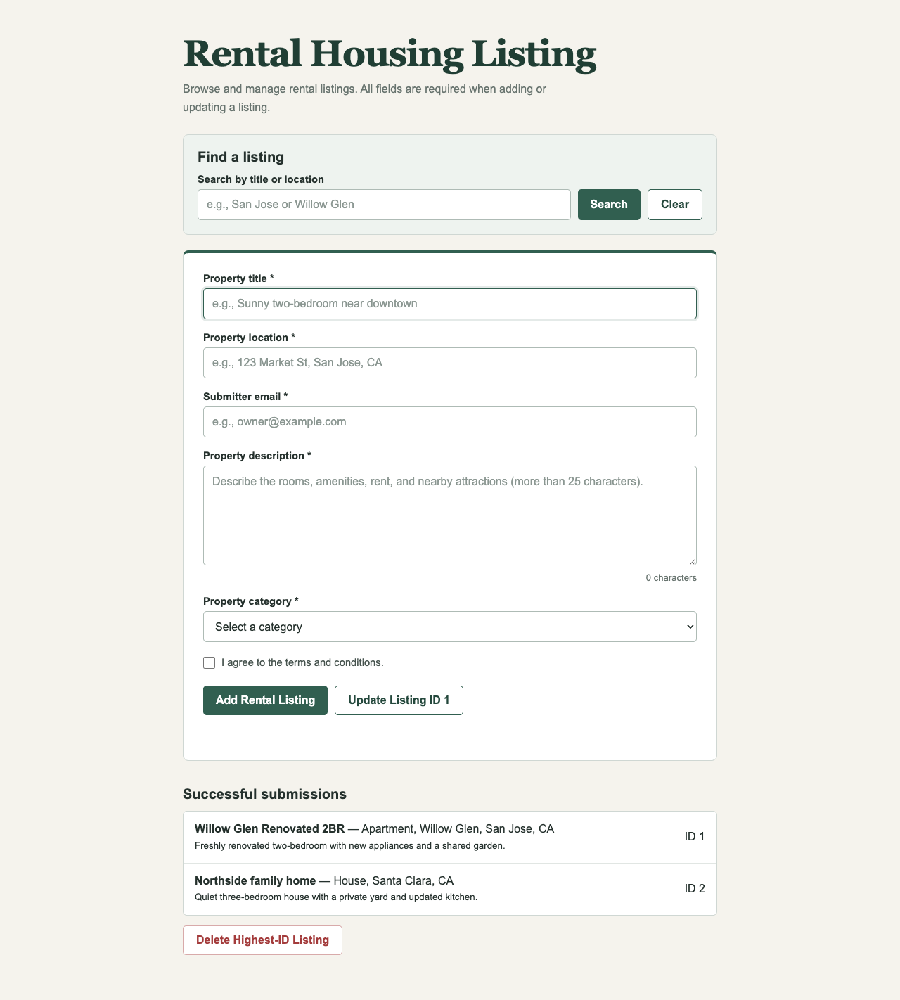 Rental Housing Listing
Browse and manage rental listings. All fields are required when adding or
updating a listing.
Find a listing
Search by title or location
e.g., San Jose or Willow Glen
Search
Clear
Property title *
e.g., Sunny two-bedroom near downtown
Property location *
e.g., 123 Market St, San Jose, CA
Submitter email *
e.g., owner@example.com
Property description *
Describe the rooms, amenities, rent, and nearby attractions (more than 25 characters).
0 characters
Property category *
Select a category
I agree to the terms and conditions.
Add Rental Listing
Update Listing ID 1
Successful submissions
Willow Glen Renovated 2BR — Apartment, Willow Glen, San Jose, CA
Freshly renovated two-bedroom with new appliances and a shared garden.
ID 1
Northside family home — House, Santa Clara, CA
Quiet three-bedroom house with a private yard and updated kitchen.
ID 2
Delete Highest-ID Listing